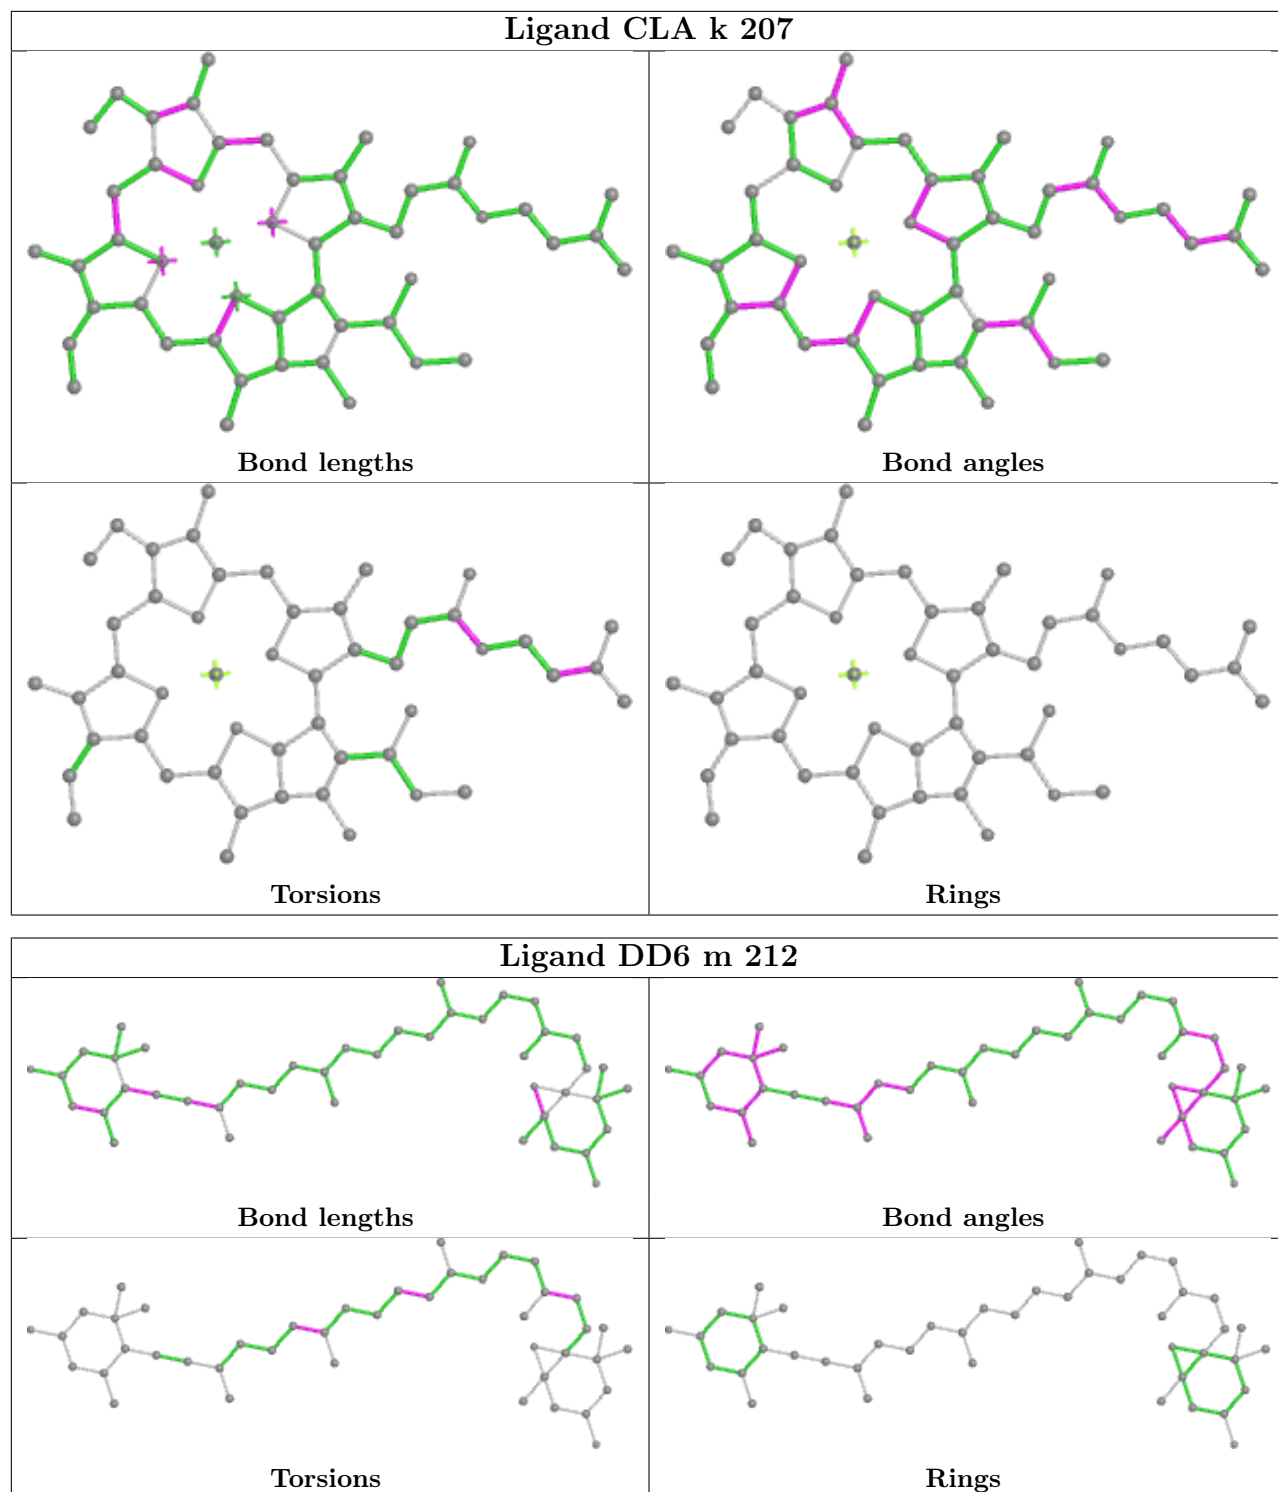 Ligand CLA k 207
Bond lengths
Bond angles
Torsions
Rings
Ligand DD6 m 212
Bond lengths
Bond angles
Torsions
Rings